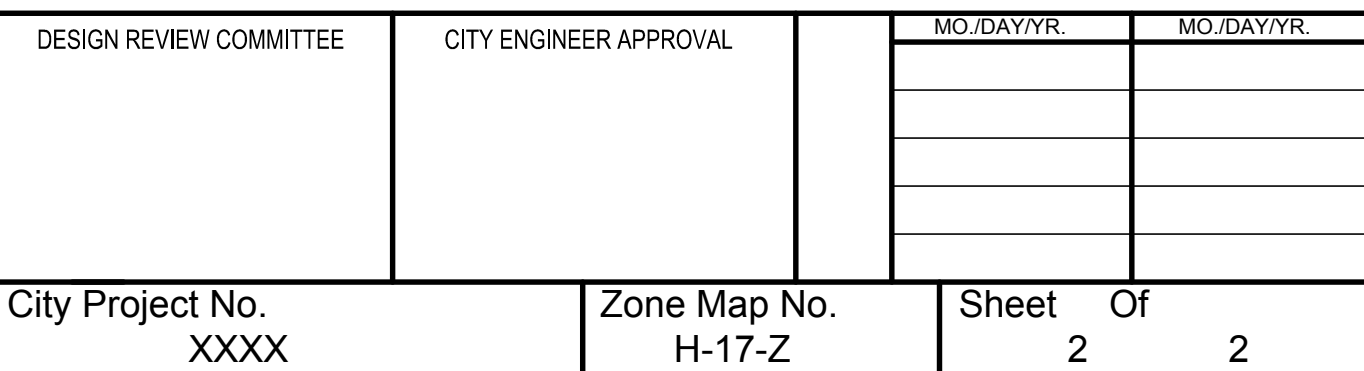 DESIGN REVIEW COMMITTEE
CITY ENGINEER APPROVAL
MO./DAY/YR.
MO./DAY/YR.
City Project No.
XXXX
Zone Map No.
H-17-Z
Sheet Of
2 2